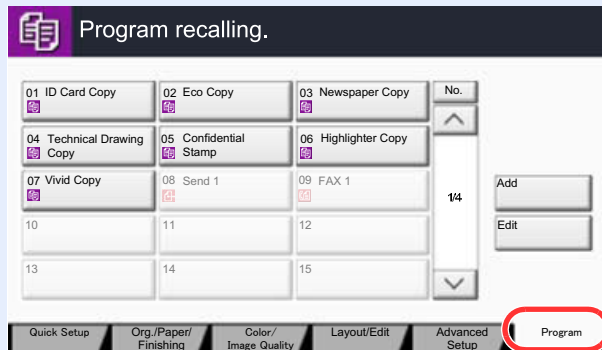 Program recalling.
01 ID Card Copy
02 Eco Copy
03 Newspaper Copy
No.
04 Technical Drawing
Copy
05 Confidential
Stamp
06 Highlighter Copy
07 Vivid Copy
08 Send 1
09 FAX 1
1/4
Add
10
11
12
Edit
13
14
15
Quick Setup
Org./Paper/
Finishing
Color/
Image Quality
Layout/Edit
Advanced
Setup
Program